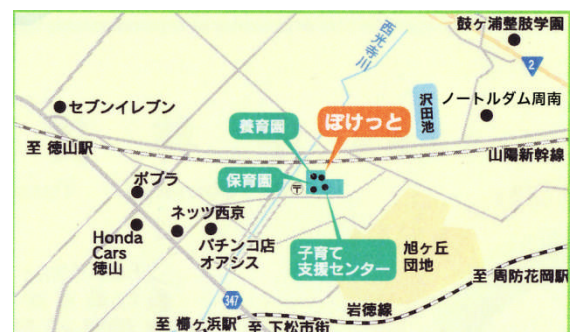 鼓ヶ浦整肢学園
2
西光寺川
セブンイレブン
沢田池
ノートルダム周南
養育園
ぽけっと
至 徳山駅
山陽新幹線
保育園
〒
ポプラ
ネッツ西京
Honda
Cars
徳山
パチンコ店
オアシス
子育て
支援センター
旭ヶ丘
団地
至 周防花岡駅
347
岩徳線
至 櫛ヶ浜駅
至 下松市街